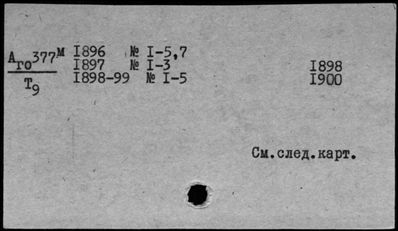 Аго377м 1896 № I-5,7
1897 № I-3 1898
Т9 1898-99 № I-5 1900
См.след.карт.